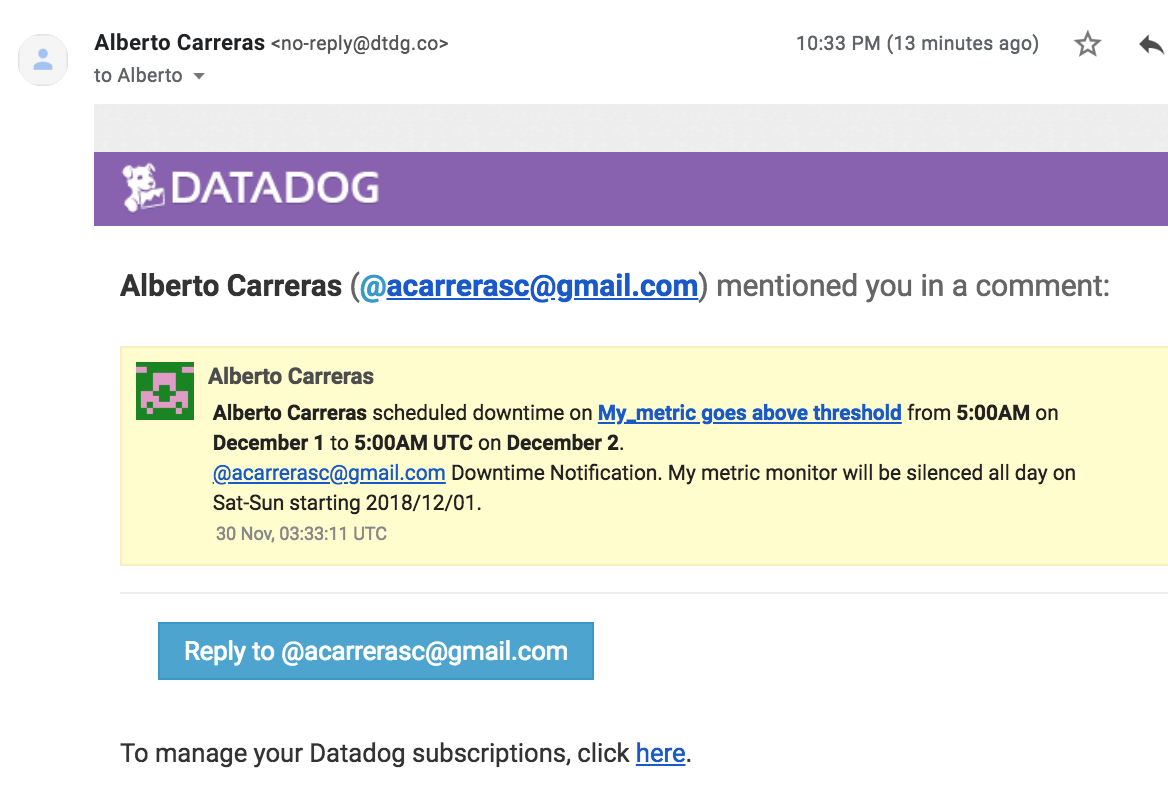 Alberto Carreras <no-reply@dtdg.co>
10:33 PM (13 minutes ago)
to Alberto
DATADOG
Alberto Carreras (@acarrerasc@gmail.com) mentioned you in a comment:
Alberto Carreras
Alberto Carreras scheduled downtime on My_metric goes above threshold from 5:00AM on
December 1 to 5:00AM UTC on December 2.
@acarrerasc@gmail.com Downtime Notification. My metric monitor will be silenced all day on
Sat-Sun starting 2018/12/01.
30 Nov, 03:33:11 UTC
Reply to @acarrerasc@gmail.com
To manage your Datadog subscriptions, click here.